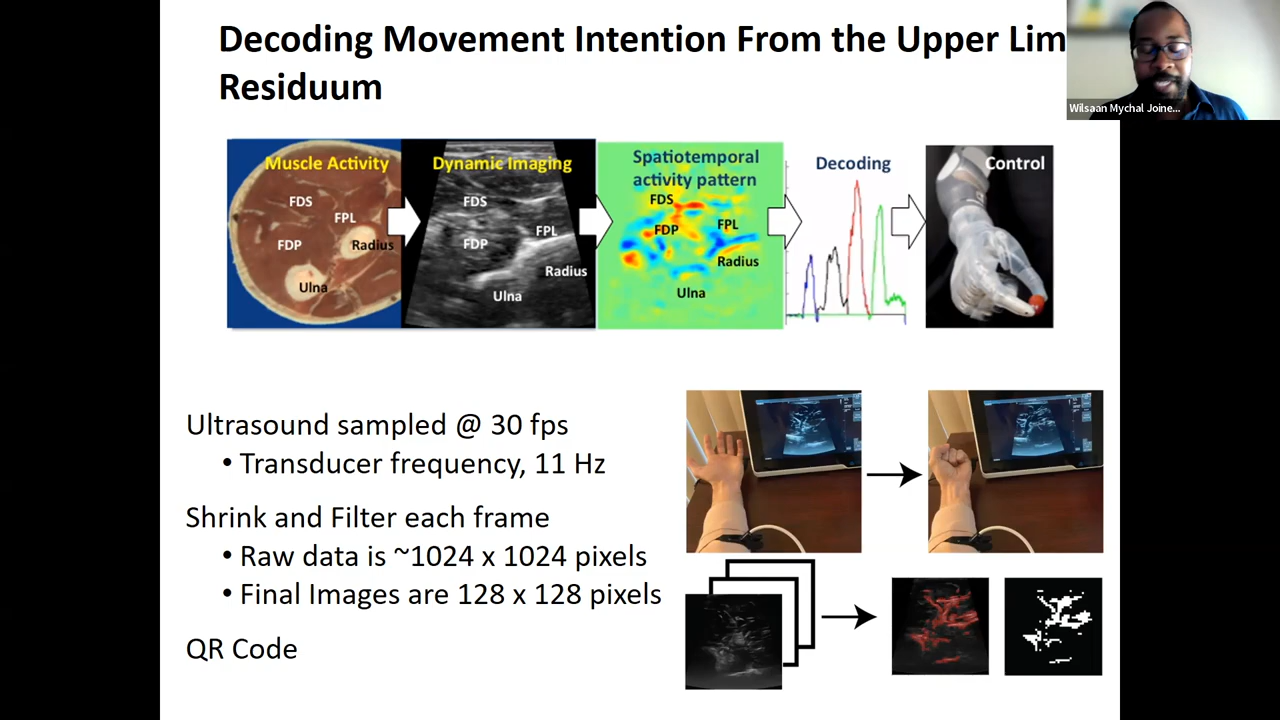 Decoding Movement Intention From the Upper Lim
Residuum
Wilsaan Mychal Joine...
Muscle Activity
FDS
FPL
FDP
Radius
Ulna
Dynamic Imaging
FDS
FPL
FDP
Radius
Ulna
Spatiotemporal
activity pattern
FDS
FDP
FPL
Radius
Ulna
Decoding
Control
Ultrasound sampled @ 30 fps
• Transducer frequency, 11 Hz
Shrink and Filter each frame
• Raw data is ~1024 x 1024 pixels
• Final Images are 128 x 128 pixels
QR Code